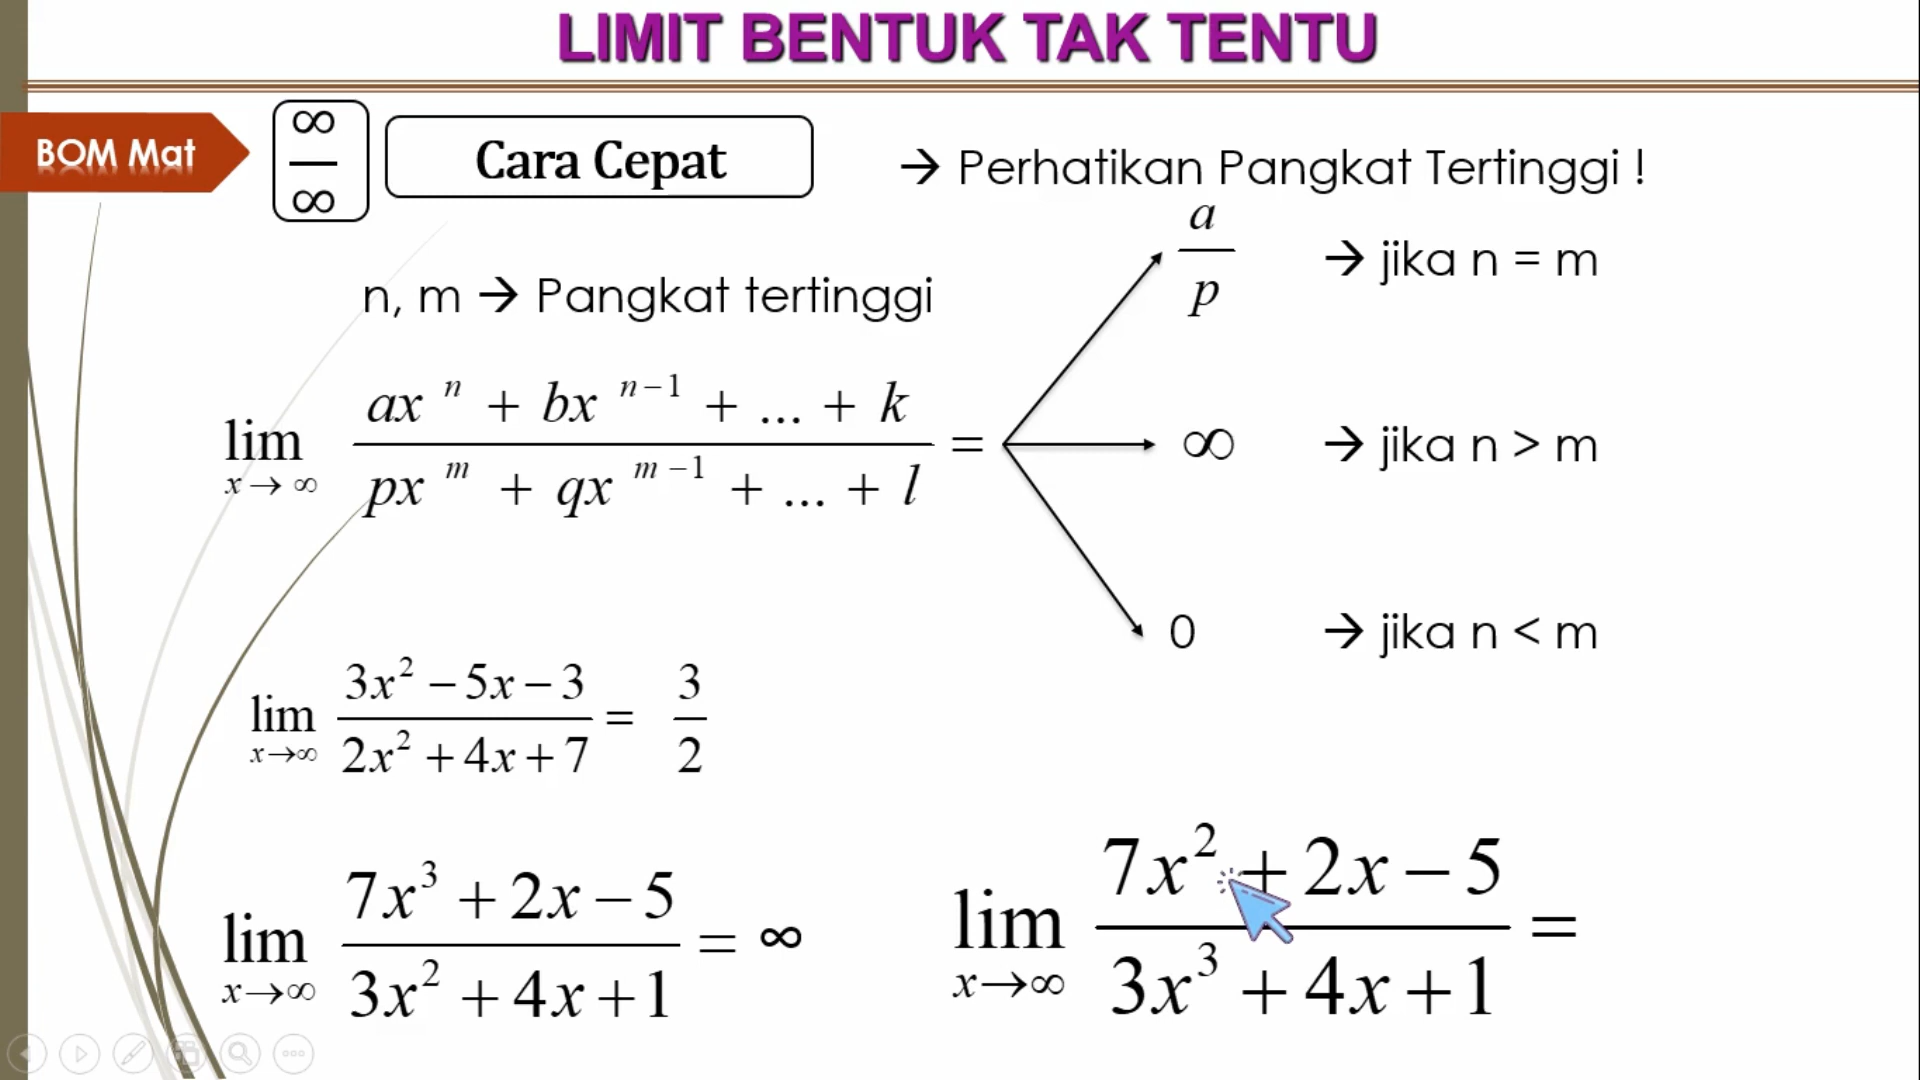 LIMIT BENTUK TAK TENTU
BOM Mat
∞/∞
Cara Cepat
→ Perhatikan Pangkat Tertinggi !
n, m → Pangkat tertinggi
lim x→∞ (ax^n + bx^(n−1) + ... + k)/(px^m + qx^(m−1) + ... + l) =
a/p → jika n = m
∞ → jika n > m
0 → jika n < m
lim x→∞ (3x² − 5x − 3)/(2x² + 4x + 7) = 3/2
lim x→∞ (7x³ + 2x − 5)/(3x² + 4x + 1) = ∞
lim x→∞ (7x² + 2x − 5)/(3x³ + 4x + 1) =